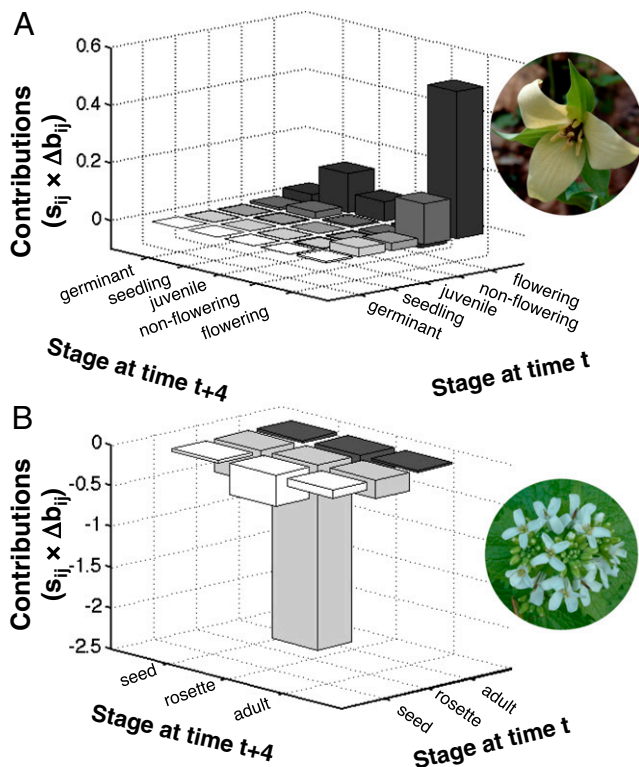 A
0.6
0.4
0.2
0
Contributions
(sij × Δbij)
germinant
seedling
juvenile
non-flowering
flowering
Stage at time t+4
flowering
non-flowering
juvenile
seedling
germinant
Stage at time t
B
0
-0.5
-1
-1.5
-2
-2.5
Contributions
(sij × Δbij)
seed
rosette
adult
Stage at time t+4
adult
rosette
seed
Stage at time t